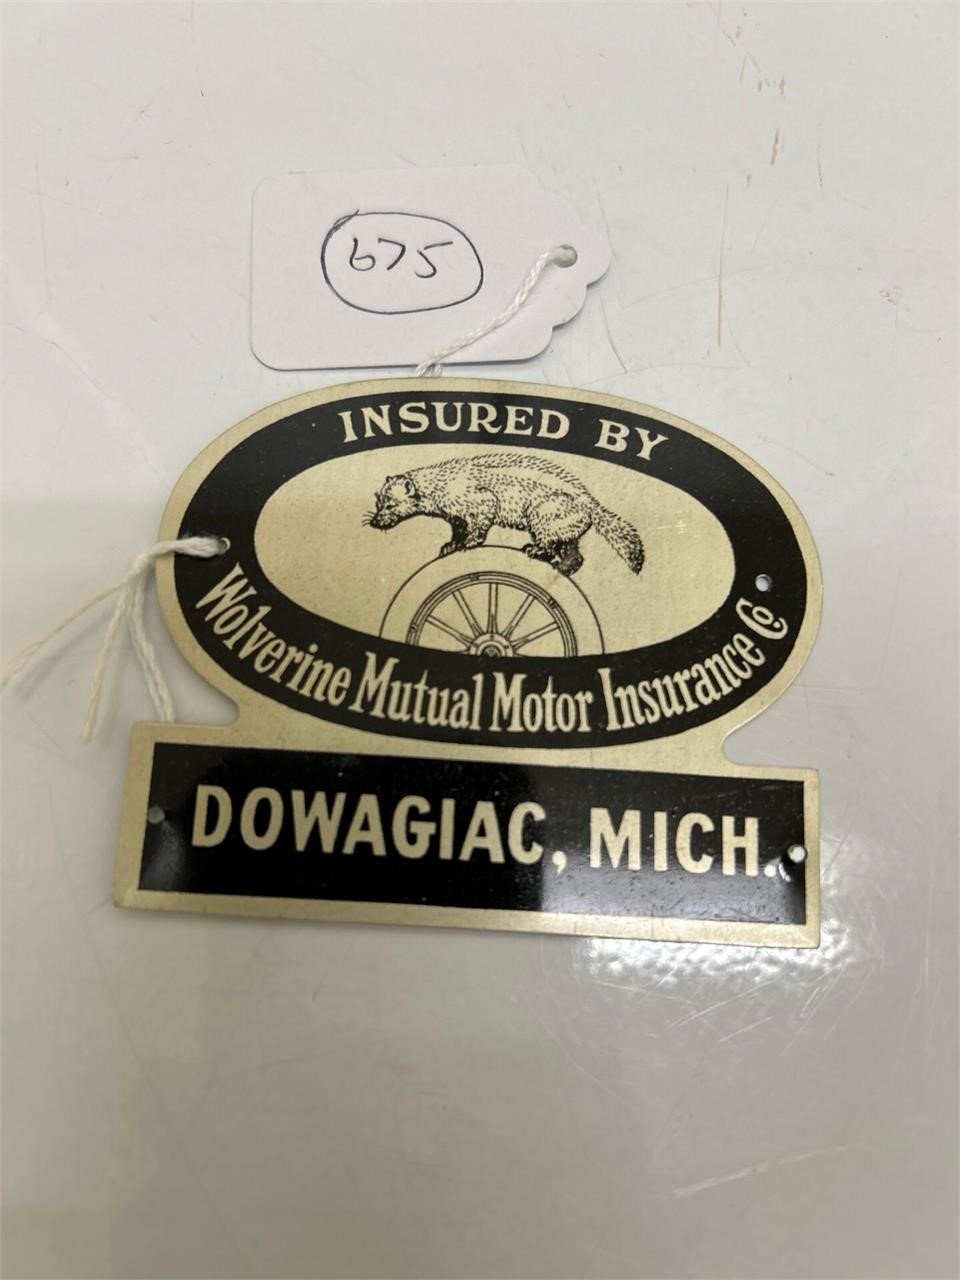 675
INSURED BY
Wolverine Mutual Motor Insurance Co
DOWAGIAC, MICH.